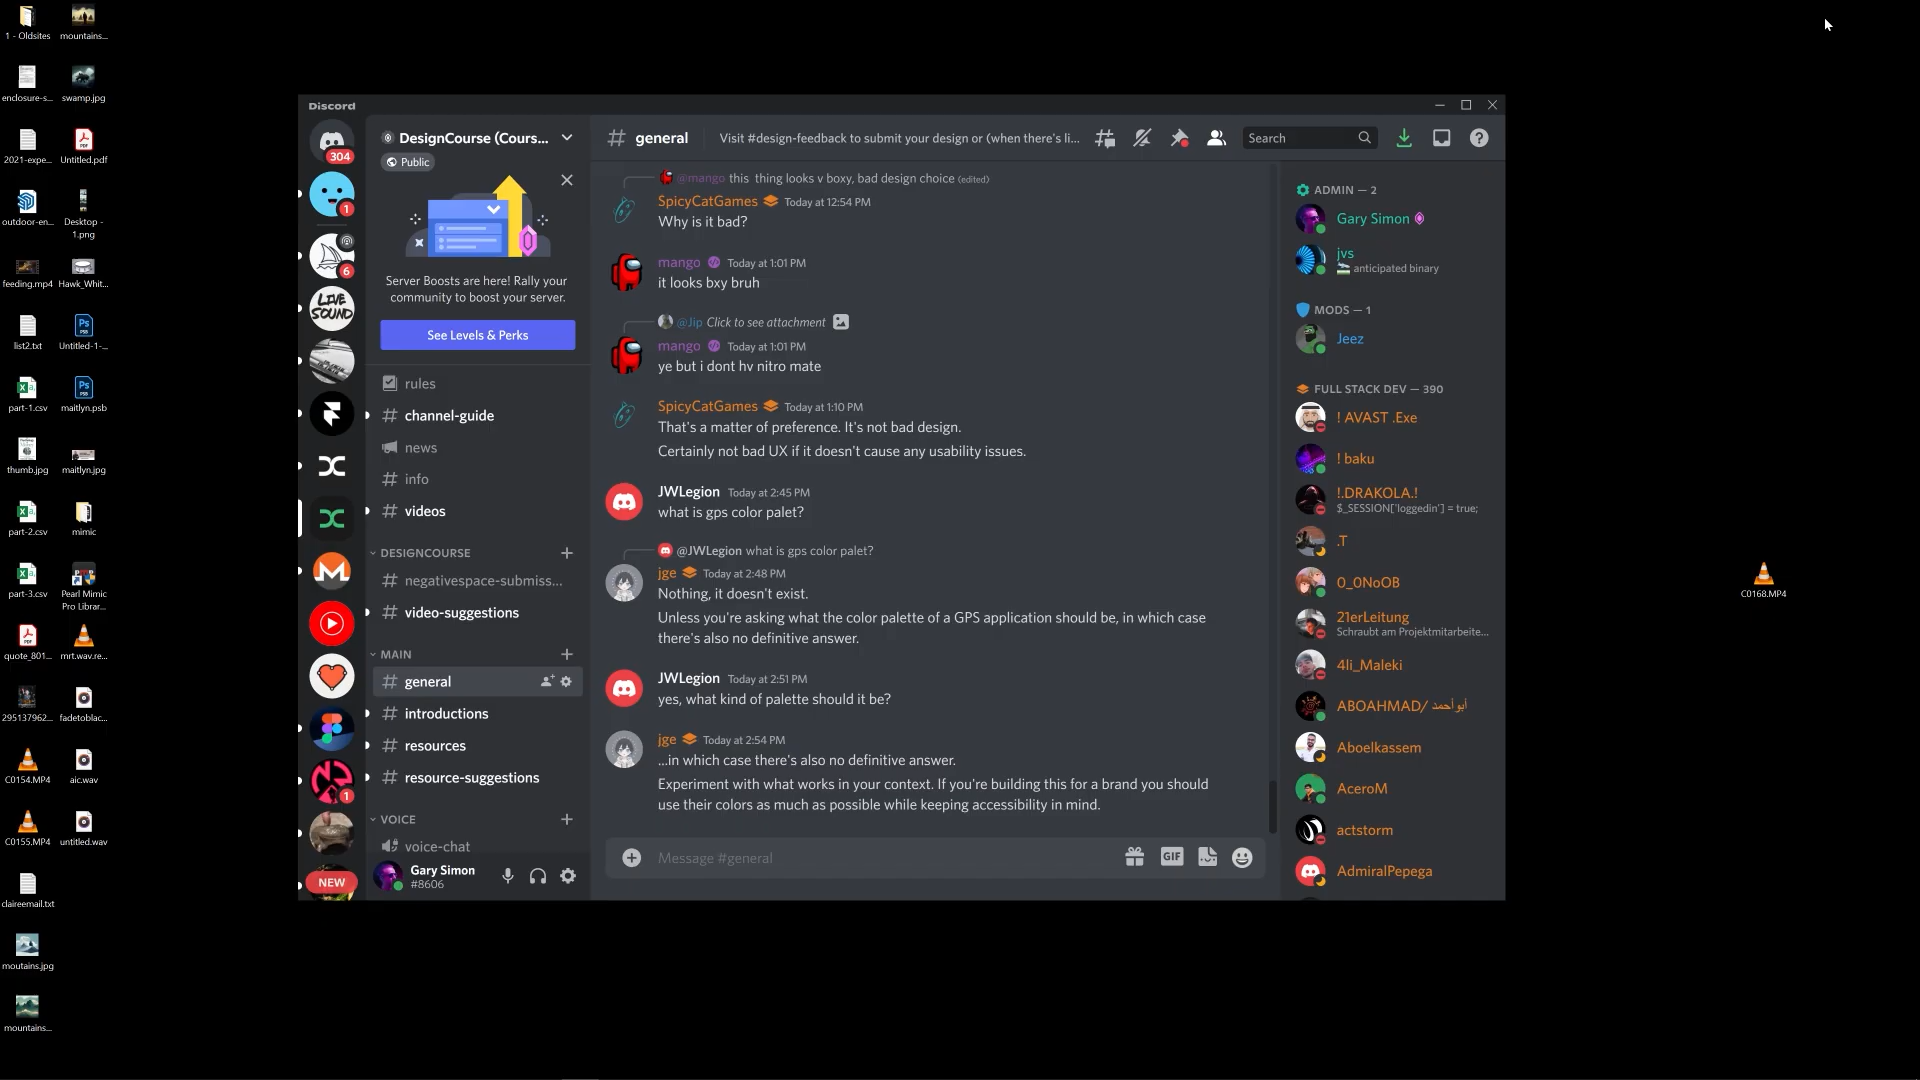 1 - Oldsites
mountains...
enclosure-s...
swamp.jpg
2021-expe...
Untitled.pdf
outdoor-en...
Desktop -
1.png
feeding.mp4
Hawk_Whit...
list2.txt
Untitled-1-...
part-1.csv
maitlyn.psb
thumb.jpg
maitlyn.jpg
part-2.csv
mimic
part-3.csv
Pearl Mimic
Pro Librar...
quote_801...
mrt.wav.re...
295137962...
fadetoblac...
C0154.MP4
aic.wav
C0155.MP4
untitled.wav
claireemail.txt
moutains.jpg
mountains...
Discord
304
1
6
LIVE
SOUND
1
NEW
DesignCourse (Cours...
Public
Server Boosts are here! Rally your
community to boost your server.
See Levels & Perks
rules
channel-guide
news
info
videos
DESIGNCOURSE
negativespace-submiss...
video-suggestions
MAIN
general
introductions
resources
resource-suggestions
VOICE
voice-chat
Gary Simon
#8606
general
Visit #design-feedback to submit your design or (when there's li...
Search
@mango this thing looks v boxy, bad design choice (edited)
SpicyCatGames Today at 12:54 PM
Why is it bad?
mango Today at 1:01 PM
it looks bxy bruh
@Jip Click to see attachment
mango Today at 1:01 PM
ye but i dont hv nitro mate
SpicyCatGames Today at 1:10 PM
That's a matter of preference. It's not bad design.
Certainly not bad UX if it doesn't cause any usability issues.
JWLegion Today at 2:45 PM
what is gps color palet?
@JWLegion what is gps color palet?
jge Today at 2:48 PM
Nothing, it doesn't exist.
Unless you're asking what the color palette of a GPS application should be, in which case
there's also no definitive answer.
JWLegion Today at 2:51 PM
yes, what kind of palette should it be?
jge Today at 2:54 PM
...in which case there's also no definitive answer.
Experiment with what works in your context. If you're building this for a brand you should
use their colors as much as possible while keeping accessibility in mind.
Message #general
GIF
ADMIN — 2
Gary Simon
jvs
anticipated binary
MODS — 1
Jeez
FULL STACK DEV — 390
! AVAST .Exe
! baku
!.DRAKOLA.!
$_SESSION['loggedin'] = true;
.T
0_0NoOB
21erLeitung
Schraubt am Projektmitarbeite...
4li_Maleki
ABOAHMAD/ ابوأحمد
Aboelkassem
AceroM
actstorm
AdmiralPepega
C0168.MP4